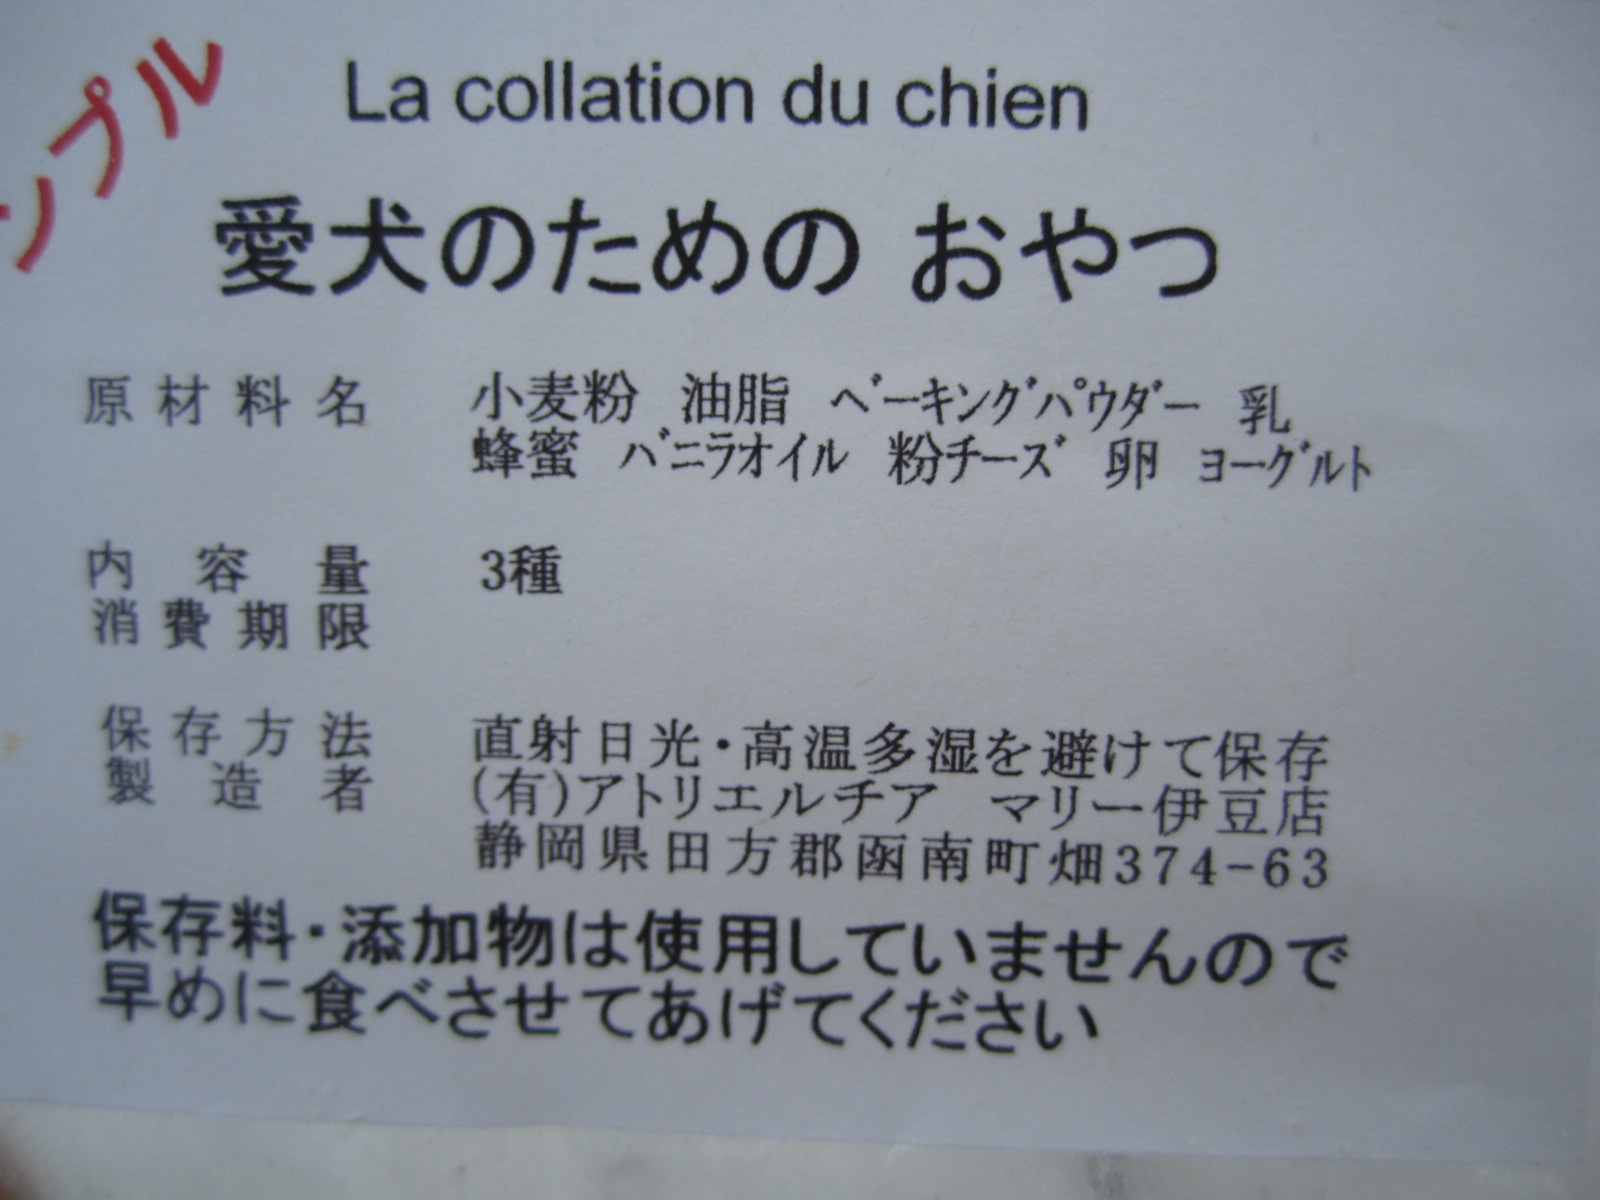 ンプル
La collation du chien
愛犬のための おやつ
原材料名 小麦粉 油脂 ﾍﾞｰｷﾝｸﾞﾊﾟｳﾀﾞｰ 乳
蜂蜜 ﾊﾞﾆﾗオイル 粉チｰｽﾞ 卵 ﾖｰｸﾞﾙﾄ
内容量 3種
消費期限
保存方法 直射日光・高温多湿を避けて保存
製造者 (有)アトリエルチア マリー伊豆店
静岡県田方郡函南町畑374-63
保存料・添加物は使用していませんので
早めに食べさせてあげてください